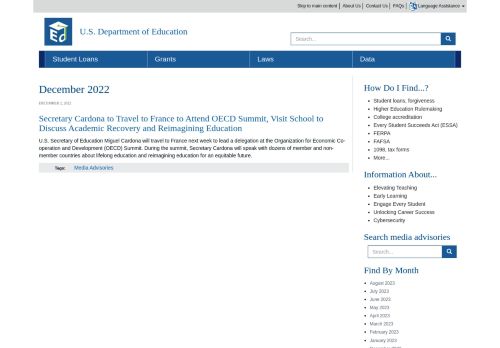 Skip to main content | About Us | Contact Us | FAQs | Language Assistance
U.S. Department of Education
Search...
Student Loans Grants Laws Data
December 2022
DECEMBER 2, 2022
Secretary Cardona to Travel to France to Attend OECD Summit, Visit School to
Discuss Academic Recovery and Reimagining Education
U.S. Secretary of Education Miguel Cardona will travel to France next week to lead a delegation at the Organization for Economic Co-
operation and Development (OECD) Summit. During the summit, Secretary Cardona will speak with dozens of member and non-
member countries about lifelong education and reimagining education for an equitable future.
Tags: Media Advisories
How Do I Find...?
Student loans, forgiveness
Higher Education Rulemaking
College accreditation
Every Student Succeeds Act (ESSA)
FERPA
FAFSA
1098, tax forms
More...
Information About...
Elevating Teaching
Early Learning
Engage Every Student
Unlocking Career Success
Cybersecurity
Search media advisories
Search...
Find By Month
August 2023
July 2023
June 2023
May 2023
April 2023
March 2023
February 2023
January 2023